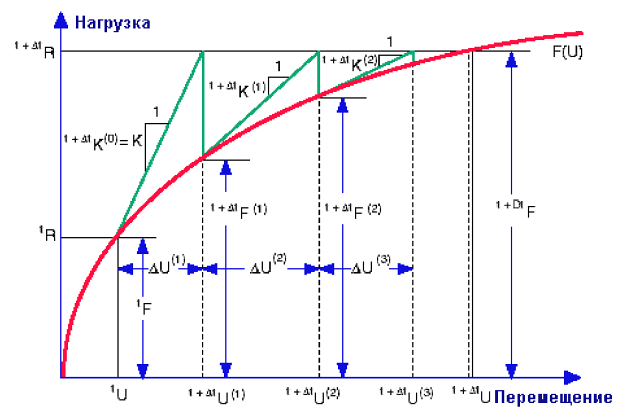 Нагрузка
1 + Δt R
1
1
1
1 + Δt K (2)
F(U)
1 + Δt K (1)
1 + Δt K (0) = K
1 + Δt F (1)
1 + Δt F (2)
1 + Dt F
1 R
ΔU (1)
ΔU (2)
ΔU (3)
1 F
1 U
1 + Δt U (1)
1 + Δt U (2)
1 + Δt U (3)
1 + Δt U
Перемещение